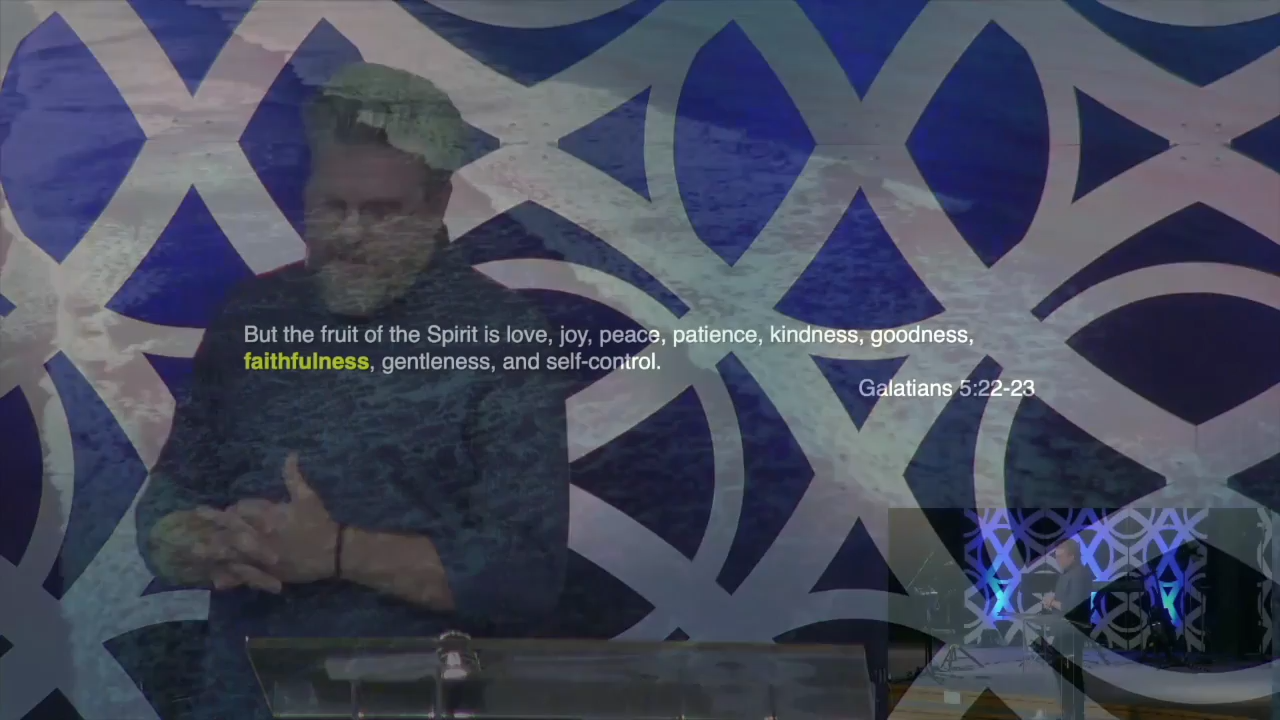 But the fruit of the Spirit is love, joy, peace, patience, kindness, goodness,
faithfulness, gentleness, and self-control.
Galatians 5:22-23